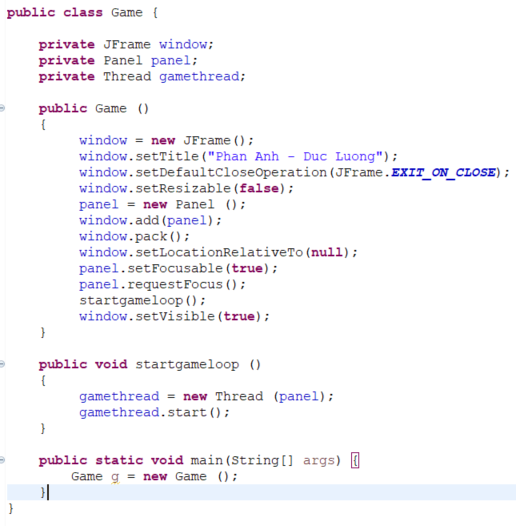 public class Game {
private JFrame window;
private Panel panel;
private Thread gamethread;
public Game ()
{
window = new JFrame();
window.setTitle("Phan Anh - Duc Luong");
window.setDefaultCloseOperation(JFrame.EXIT_ON_CLOSE);
window.setResizable(false);
panel = new Panel ();
window.add(panel);
window.pack();
window.setLocationRelativeTo(null);
panel.setFocusable(true);
panel.requestFocus();
startgameloop();
window.setVisible(true);
}
public void startgameloop ()
{
gamethread = new Thread (panel);
gamethread.start();
}
public static void main(String[] args) {
Game g = new Game ();
}
}